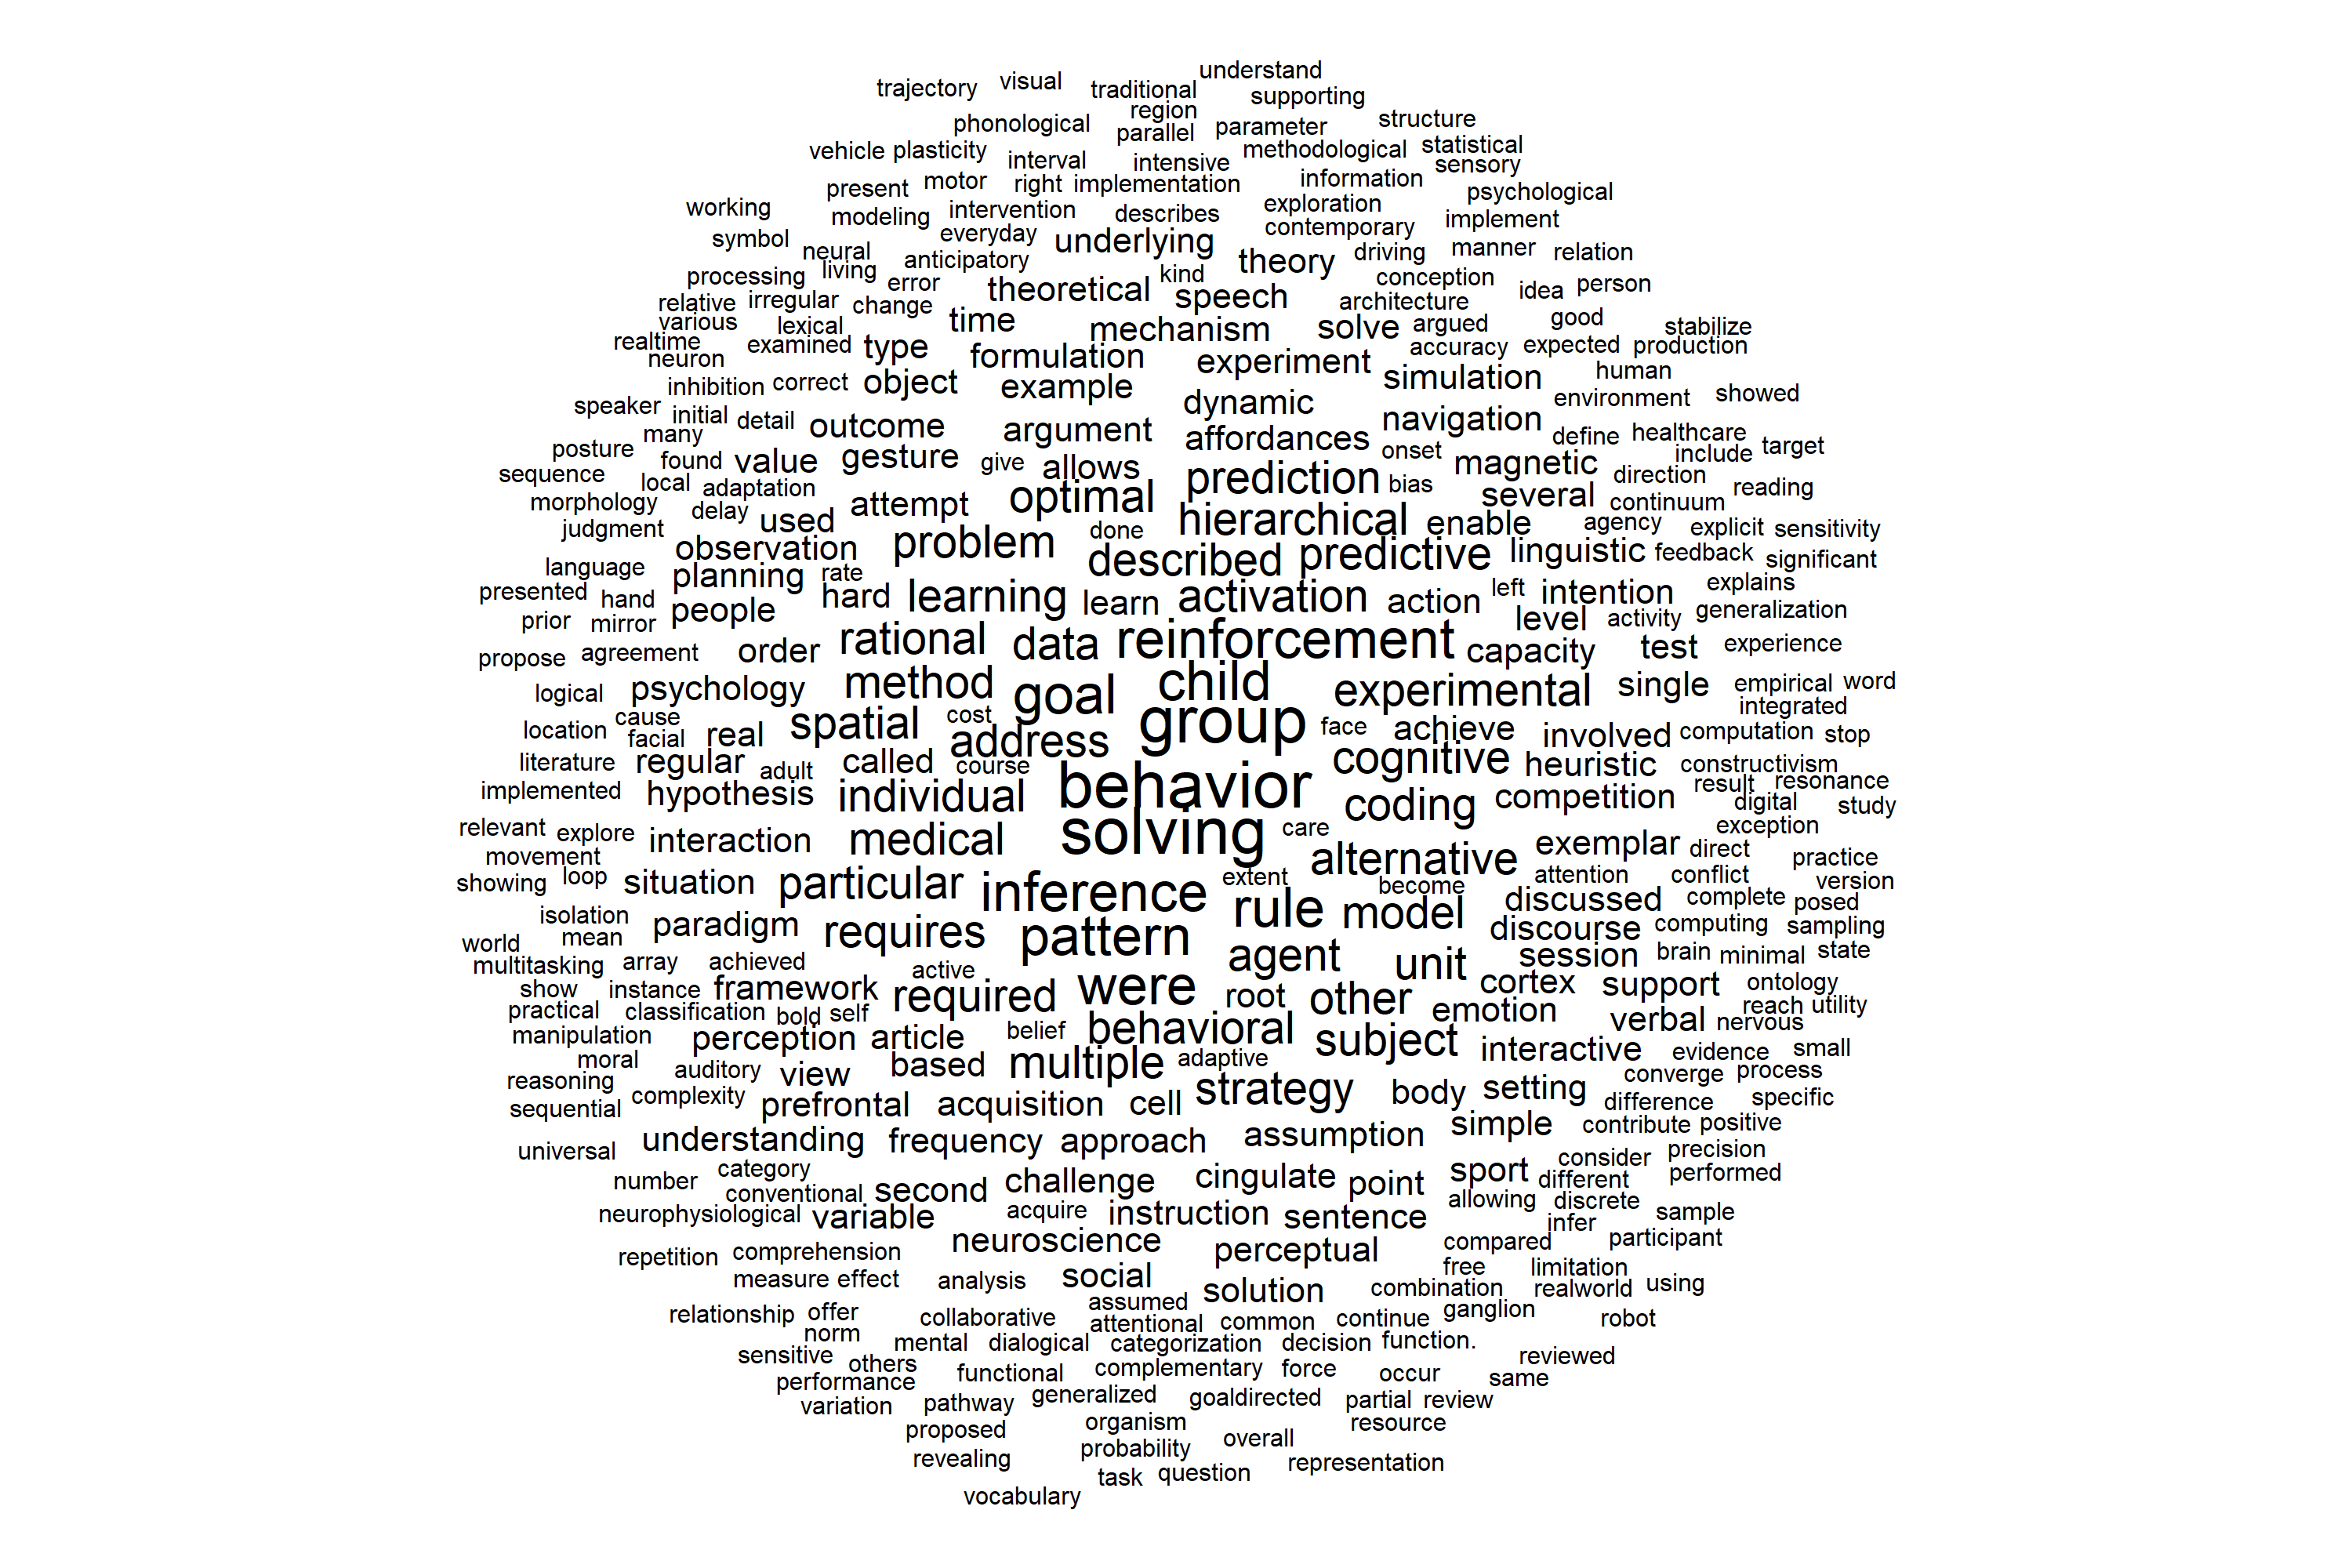 understand
trajectory visual traditional supporting
region
phonological parallel parameter structure
vehicle plasticity interval intensive methodological statistical
sensory
present motor right implementation information psychological
working modeling intervention describes exploration implement
contemporary
symbol everyday underlying
neural theory driving manner relation
processing living anticipatory kind conception
error theoretical speech idea person
relative irregular change architecture
various lexical time mechanism solve argued good stabilize
realtime examined type formulation accuracy expected production
neuron experiment
inhibition correct object example simulation human
speaker initial detail dynamic environment showed
many outcome argument affordances navigation define healthcare
posture found value gesture give allows onset magnetic include target
sequence local adaptation prediction bias direction
morphology delay attempt optimal several continuum reading
judgment used hierarchical enable agency explicit sensitivity
observation problem done described predictive linguistic feedback significant
language planning rate
presented hand people hard learning learn activation action left intention explains
prior mirror level activity generalization
propose agreement order rational data reinforcement capacity test experience
logical psychology method goal child experimental single empirical word
integrated
location cause spatial cost group face achieve involved computation stop
facial real address
literature regular adult called course cognitive heuristic constructivism
implemented hypothesis individual behavior coding competition result resonance
digital study
relevant explore interaction medical solving care exemplar exception
movement alternative direct practice
showing loop situation particular inference extent become attention conflict version
isolation rule model discussed complete posed
world mean paradigm requires pattern discourse computing sampling
multitasking array achieved agent unit session brain minimal state
show instance framework active required were root other cortex support ontology
practical classification bold self emotion reach utility
manipulation perception article belief behavioral subject verbal nervous
moral auditory view based multiple adaptive interactive evidence small
reasoning converge process
sequential complexity prefrontal acquisition cell strategy body setting difference specific
universal understanding frequency approach assumption simple contribute positive
number category challenge cingulate point sport consider precision
conventional second different performed
neurophysiological variable acquire instruction sentence allowing discrete sample
infer
repetition comprehension neuroscience perceptual compared participant
measure effect analysis social solution free limitation
combination realworld using
relationship offer collaborative assumed common continue ganglion robot
norm mental dialogical attentional categorization decision function.
sensitive others functional complementary force occur reviewed
performance same
variation pathway generalized goaldirected partial review
proposed organism resource
revealing probability overall
task question representation
vocabulary